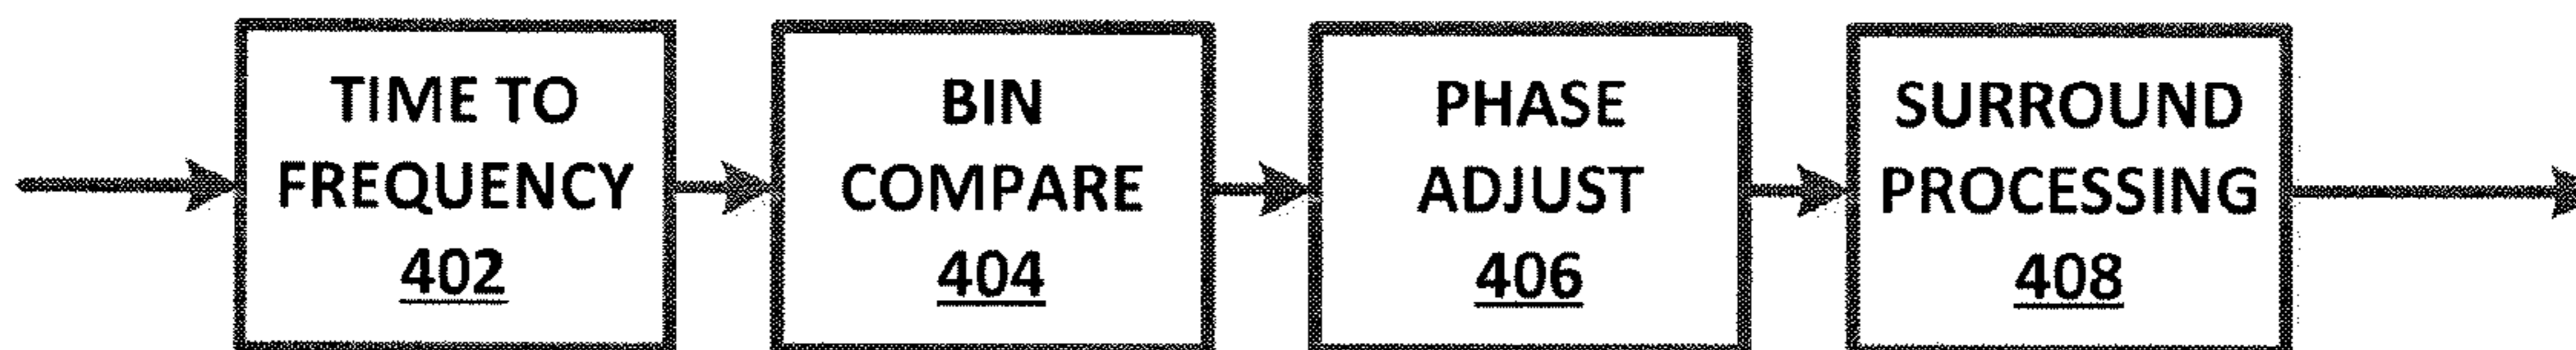 TIME TO
FREQUENCY
402
BIN
COMPARE
404
PHASE
ADJUST
406
SURROUND
PROCESSING
408